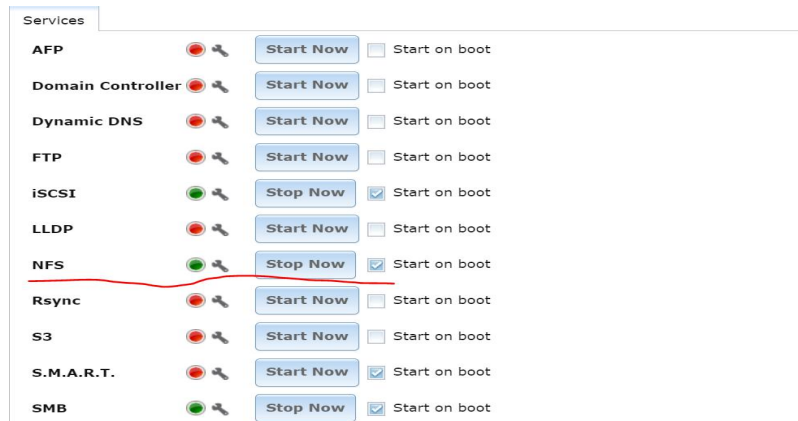 Services
AFP Start Now Start on boot
Domain Controller Start Now Start on boot
Dynamic DNS Start Now Start on boot
FTP Start Now Start on boot
iSCSI Stop Now Start on boot
LLDP Start Now Start on boot
NFS Stop Now Start on boot
Rsync Start Now Start on boot
S3 Start Now Start on boot
S.M.A.R.T. Start Now Start on boot
SMB Stop Now Start on boot